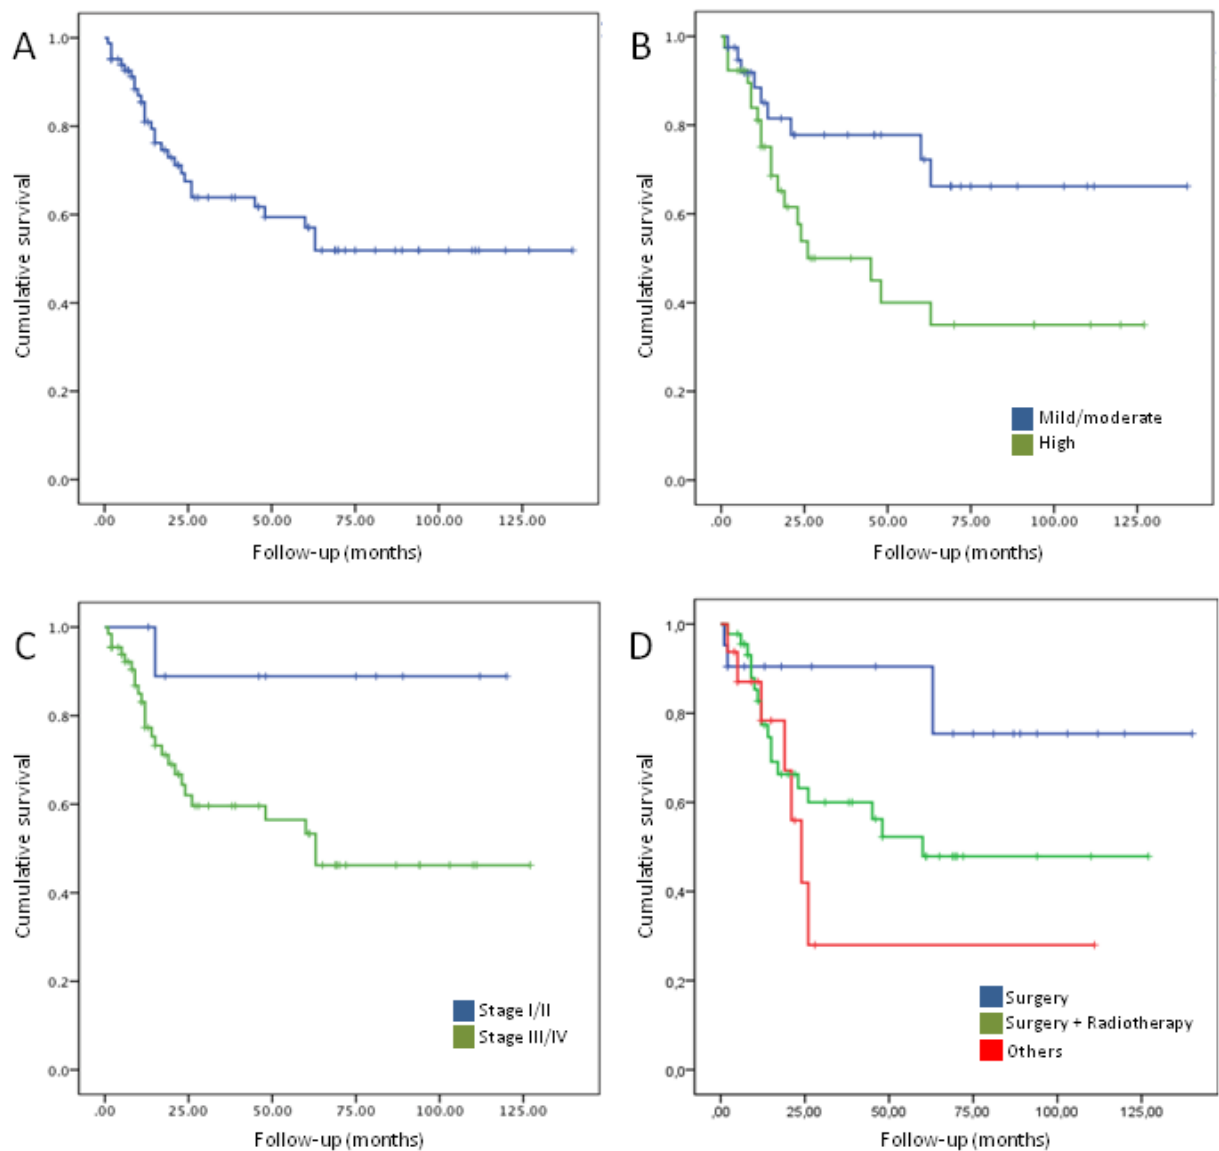 A
Cumulative survival
1.0
0.8
0.6
0.4
0.2
0.0
.00 25.00 50.00 75.00 100.00 125.00
Follow-up (months)
B
Cumulative survival
1.0
0.8
0.6
0.4
0.2
0.0
Mild/moderate
High
.00 25.00 50.00 75.00 100.00 125.00
Follow-up (months)
C
Cumulative survival
1.0
0.8
0.6
0.4
0.2
0.0
Stage I/II
Stage III/IV
.00 25.00 50.00 75.00 100.00 125.00
Follow-up (months)
D
Cumulative survival
1,0
0,8
0,6
0,4
0,2
0,0
Surgery
Surgery + Radiotherapy
Others
,00 25,00 50,00 75,00 100,00 125,00
Follow-up (months)